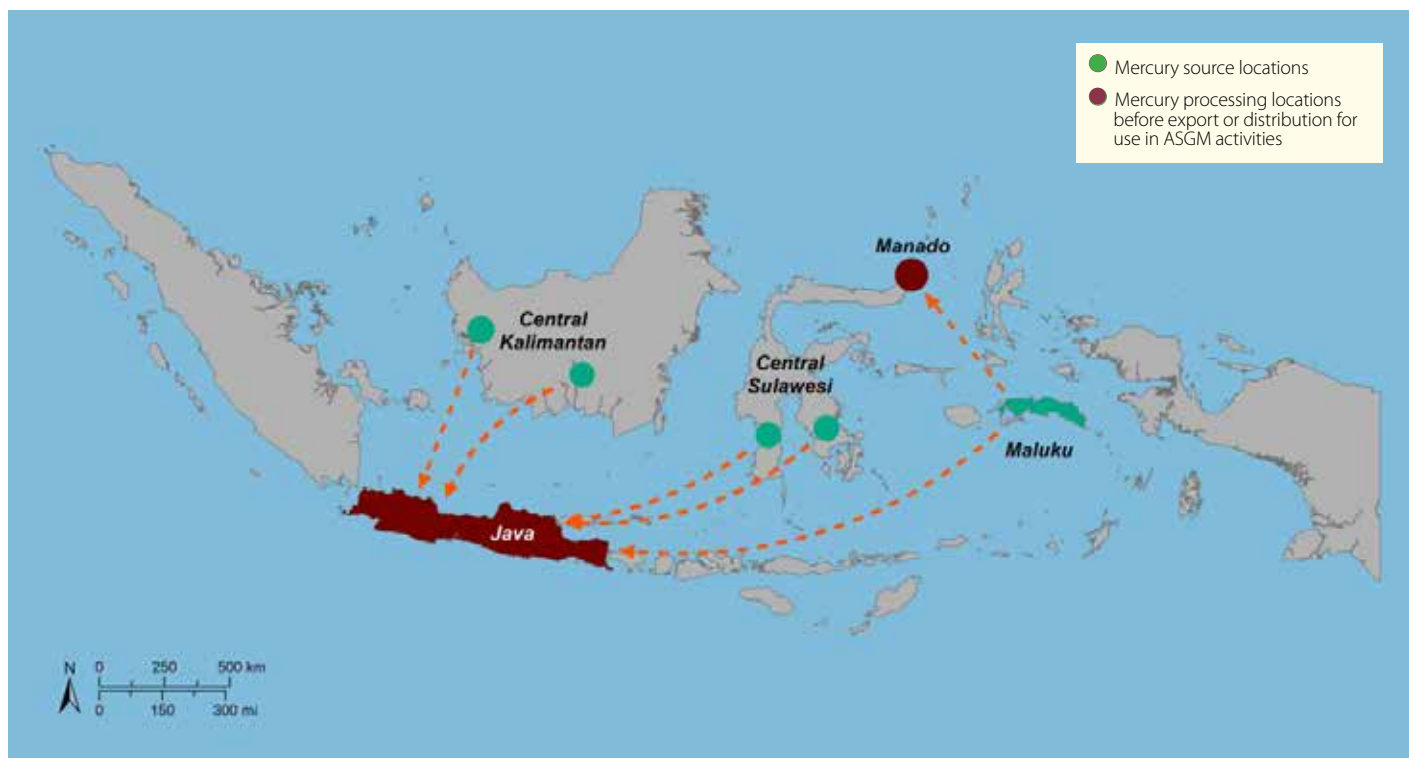 Mercury source locations
Mercury processing locations
before export or distribution for
use in ASGM activities
Manado
Central
Kalimantan
Central
Sulawesi
Maluku
Java
N 0 250 500 km
0 150 300 mi